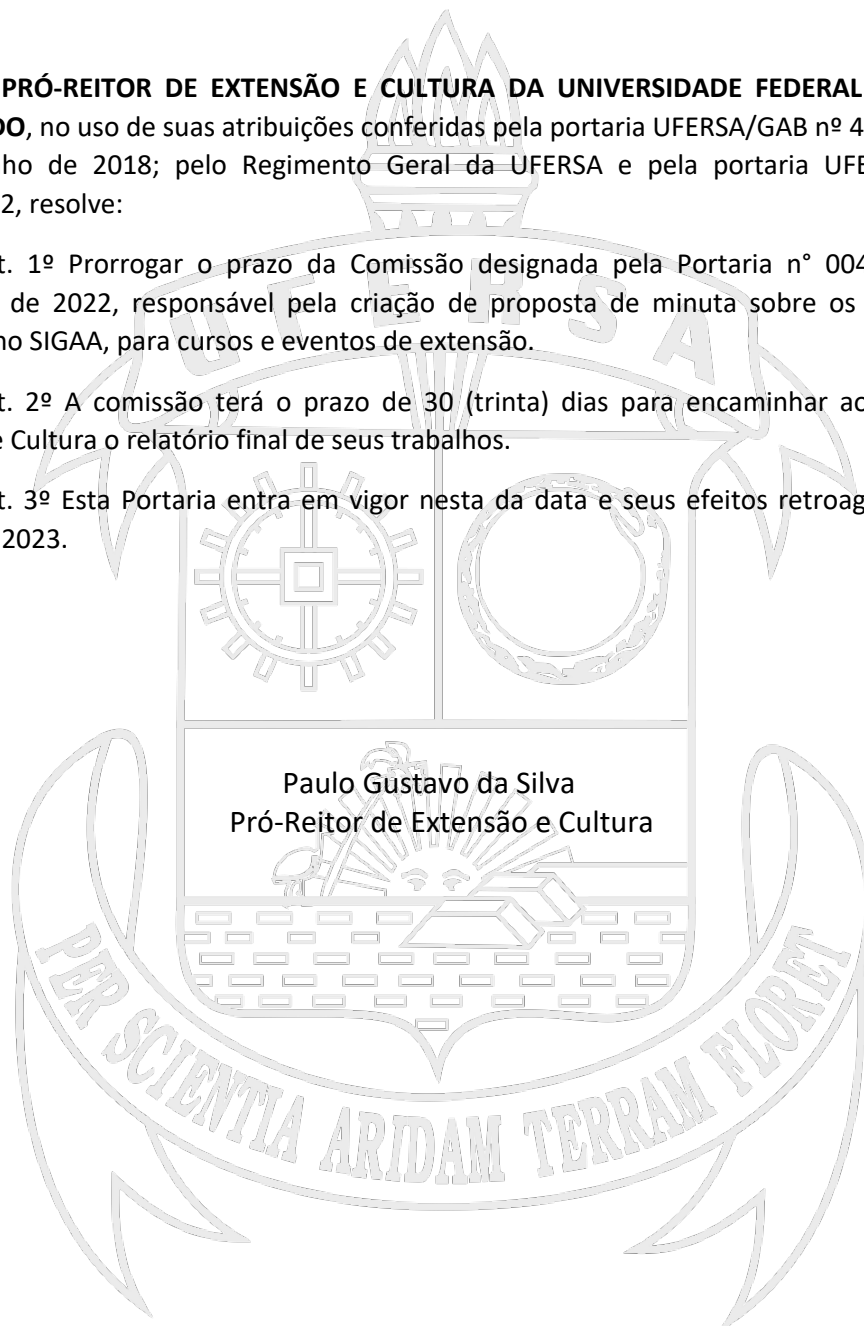 PRÓ-REITOR DE EXTENSÃO E CULTURA DA UNIVERSIDADE FEDERAL
DO, no uso de suas atribuições conferidas pela portaria UFERSA/GAB nº 4
ho de 2018; pelo Regimento Geral da UFERSA e pela portaria UFE
2, resolve:
t. 1º Prorrogar o prazo da Comissão designada pela Portaria n° 004
de 2022, responsável pela criação de proposta de minuta sobre os
no SIGAA, para cursos e eventos de extensão.
t. 2º A comissão terá o prazo de 30 (trinta) dias para encaminhar ao
e Cultura o relatório final de seus trabalhos.
t. 3º Esta Portaria entra em vigor nesta da data e seus efeitos retroag
2023.
UFERSA
Paulo Gustavo da Silva
Pró-Reitor de Extensão e Cultura
PER SCIENTIA ARIDAM TERRAM FLORET